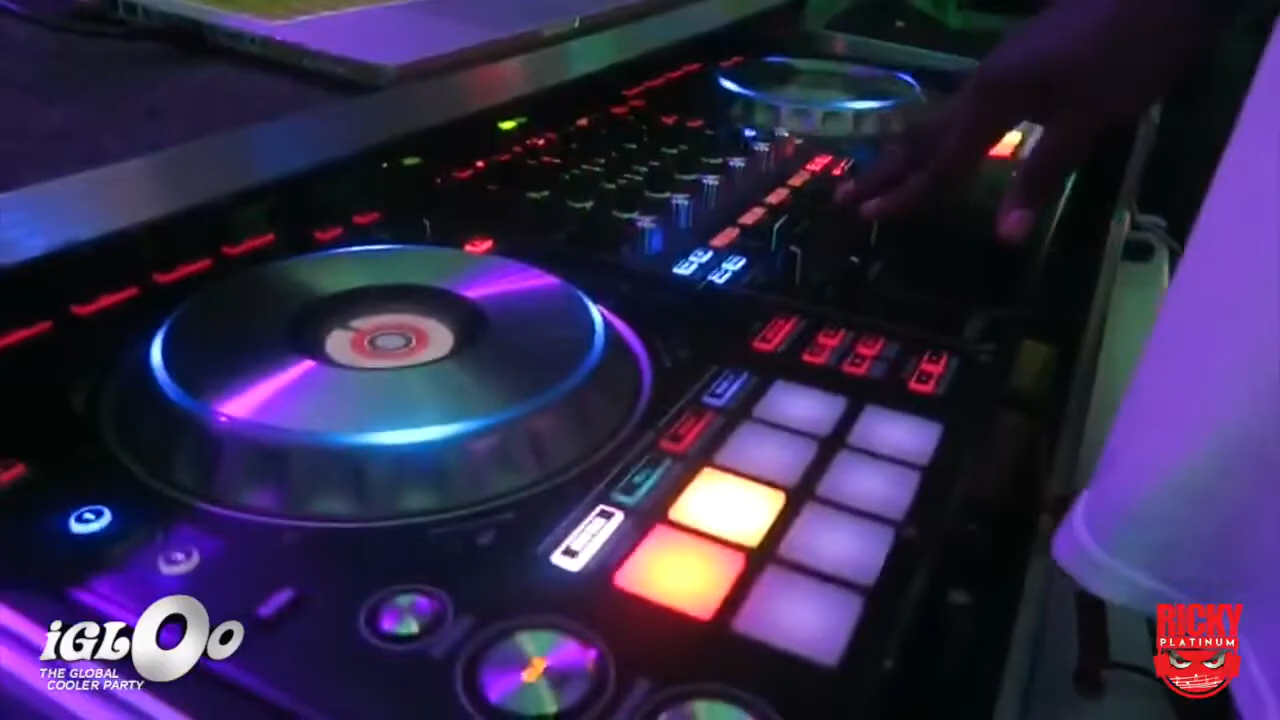 iGLOo
THE GLOBAL
COOLER PARTY
RICKY
PLATINUM